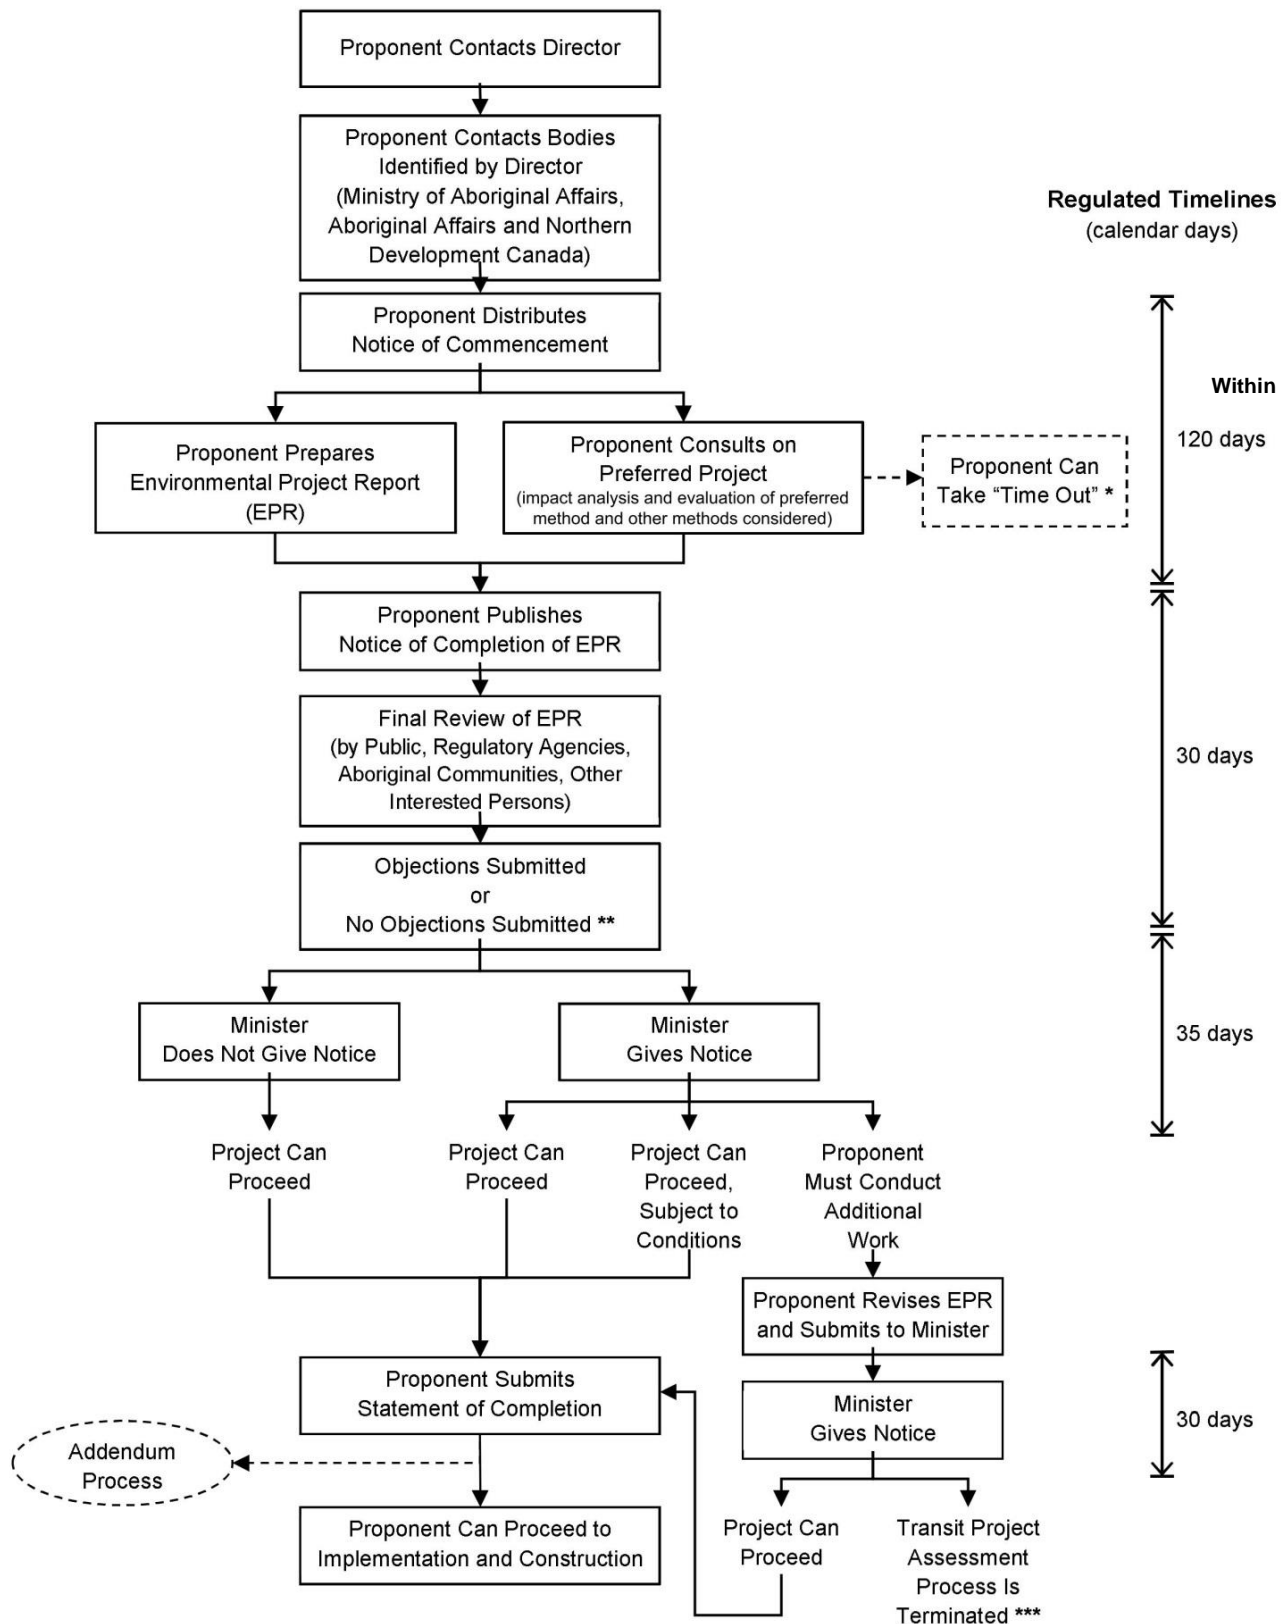 Proponent Contacts Director
Proponent Contacts Bodies
Identified by Director
(Ministry of Aboriginal Affairs,
Aboriginal Affairs and Northern
Development Canada)
Regulated Timelines
(calendar days)
Proponent Distributes
Notice of Commencement
Within
120 days
Proponent Prepares
Environmental Project Report
(EPR)
Proponent Consults on
Preferred Project
(impact analysis and evaluation of preferred
method and other methods considered)
Proponent Can
Take “Time Out” *
Proponent Publishes
Notice of Completion of EPR
Final Review of EPR
(by Public, Regulatory Agencies,
Aboriginal Communities, Other
Interested Persons)
30 days
Objections Submitted
or
No Objections Submitted **
Minister
Does Not Give Notice
Minister
Gives Notice
35 days
Project Can
Proceed
Project Can
Proceed
Project Can
Proceed,
Subject to
Conditions
Proponent
Must Conduct
Additional
Work
Proponent Revises EPR
and Submits to Minister
Proponent Submits
Statement of Completion
Minister
Gives Notice
30 days
Addendum
Process
Proponent Can Proceed to
Implementation and Construction
Project Can
Proceed
Transit Project
Assessment
Process Is
Terminated ***